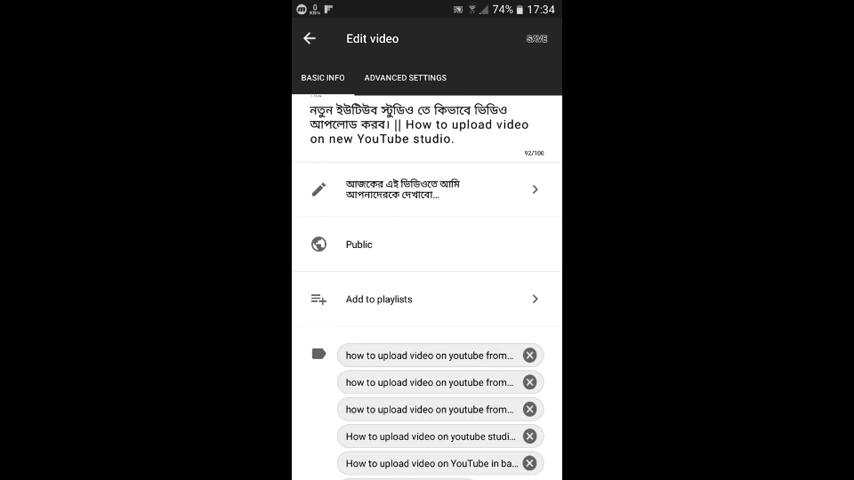 0
KB/s
74% 17:34
Edit video
SAVE
BASIC INFO ADVANCED SETTINGS
নতুন ইউটিউব স্টুডিও তে কিভাবে ভিডিও
আপলোড করব। || How to upload video
on new YouTube studio.
92/100
আজকের এই ভিডিওতে আমি
আপনাদেরকে দেখাবো...
Public
Add to playlists
how to upload video on youtube from...
how to upload video on youtube from...
how to upload video on youtube from...
How to upload video on youtube studi...
How to upload video on YouTube in ba...